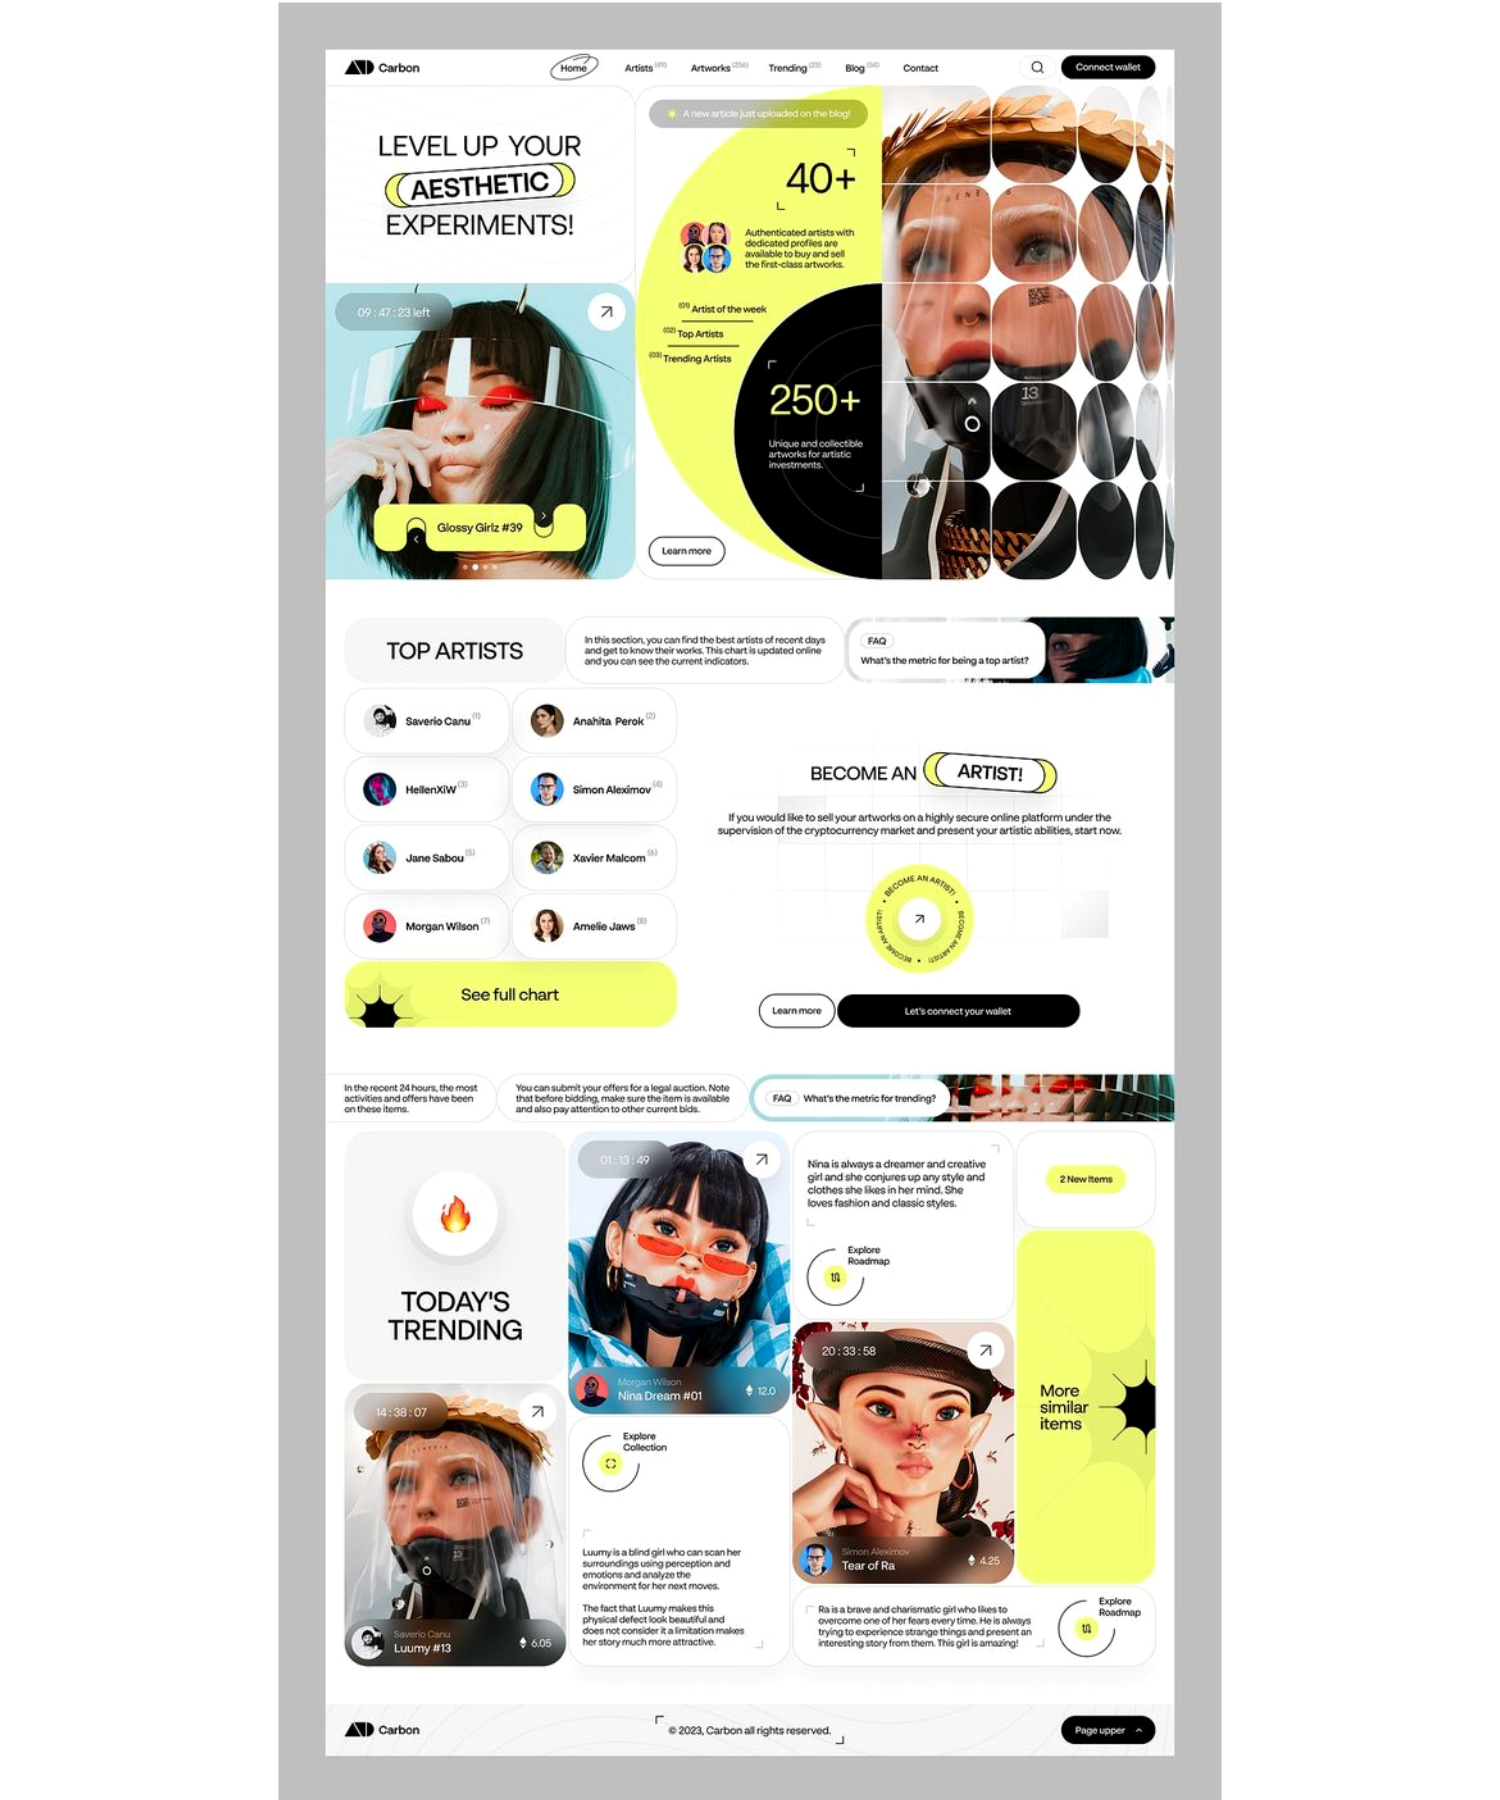 Carbon
Home
Artists (49)
Artworks (256)
Trending (23)
Blog (54)
Contact
Connect wallet
LEVEL UP YOUR
AESTHETIC
EXPERIMENTS!
09 : 47 : 23 left
Glossy Girlz #39
A new article just uploaded on the blog!
40+
Authenticated artists with
dedicated profiles are
available to buy and sell
the first-class artworks.
(01) Artist of the week
(02) Top Artists
(03) Trending Artists
250+
Unique and collectible
artworks for artistic
investments.
Learn more
13
TOP ARTISTS
In this section, you can find the best artists of recent days
and get to know their works. This chart is updated online
and you can see the current indicators.
FAQ
What's the metric for being a top artist?
Saverio Canu (1)
Anahita Perok (2)
HellenXiW (3)
Simon Aleximov (4)
Jane Sabou (5)
Xavier Malcom (6)
Morgan Wilson (7)
Amelie Jaws (8)
See full chart
BECOME AN ARTIST!
If you would like to sell your artworks on a highly secure online platform under the
supervision of the cryptocurrency market and present your artistic abilities, start now.
BECOME AN ARTIST! • BECOME AN ARTIST! • BECOME AN ARTIST! • BECOME AN ARTIST! •
Learn more
Let's connect your wallet
In the recent 24 hours, the most
activities and offers have been
on these items.
You can submit your offers for a legal auction. Note
that before bidding, make sure the item is available
and also pay attention to other current bids.
FAQ
What's the metric for trending?
TODAY'S
TRENDING
01 : 13 : 49
Morgan Wilson
Nina Dream #01
12.0
Nina is always a dreamer and creative
girl and she conjures up any style and
clothes she likes in her mind. She
loves fashion and classic styles.
Explore
Roadmap
2 New Items
More
similar
items
14 : 38 : 07
Saverio Canu
Luumy #13
6.05
Explore
Collection
Luumy is a blind girl who can scan her
surroundings using perception and
emotions and analyze the
environment for her next moves.
The fact that Luumy makes this
physical defect look beautiful and
does not consider it a limitation makes
her story much more attractive.
20 : 33 : 58
Simon Aleximov
Tear of Ra
4.25
Ra is a brave and charismatic girl who likes to
overcome one of her fears every time. He is always
trying to experience strange things and present an
interesting story from them. This girl is amazing!
Explore
Roadmap
Carbon
© 2023, Carbon all rights reserved.
Page upper